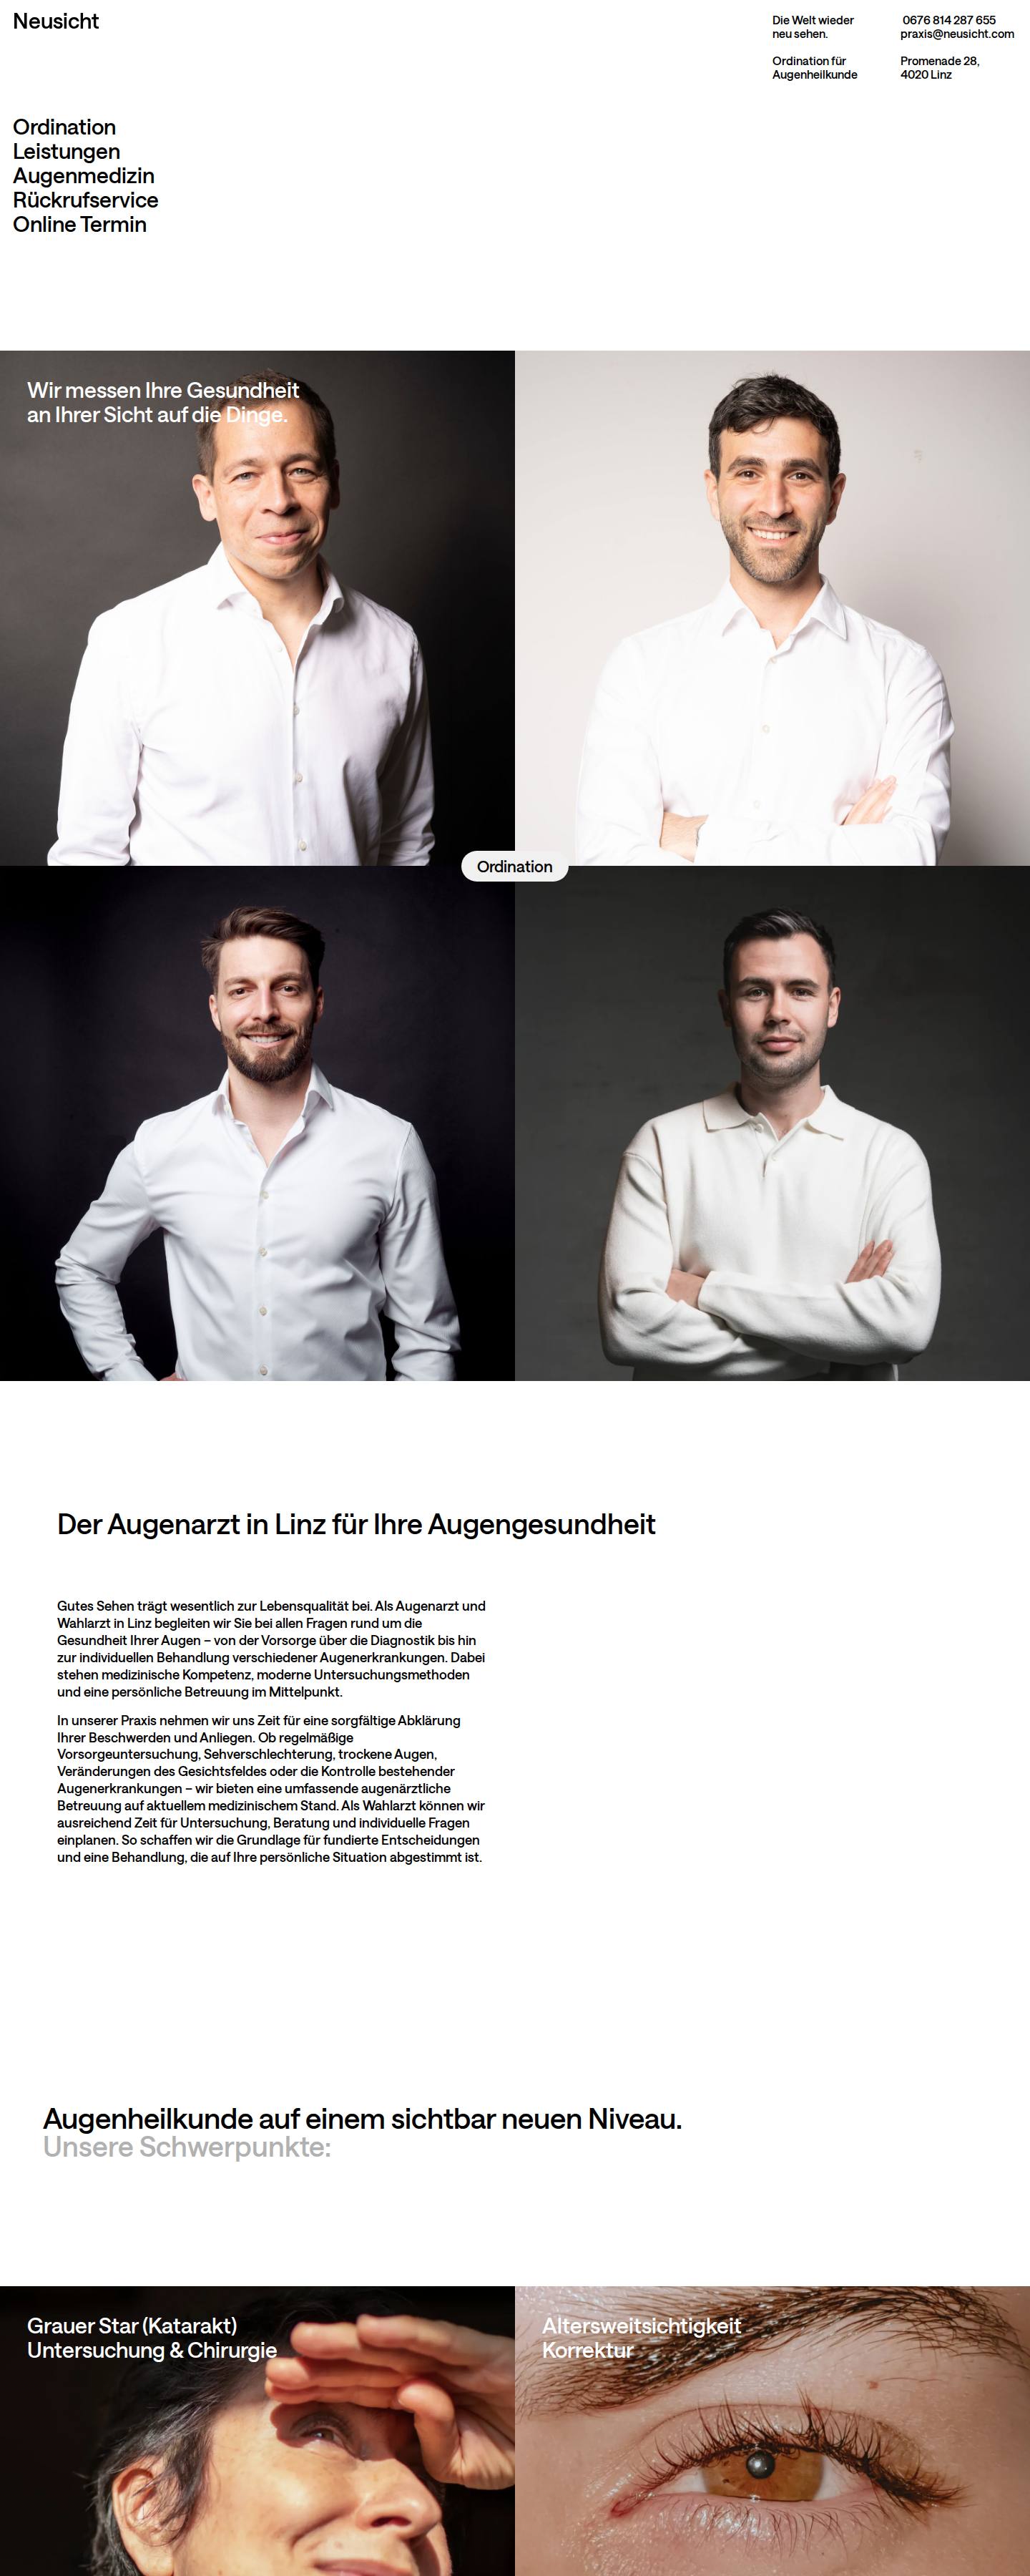 Neusicht
Die Welt wieder
neu sehen.
0676 814 287 655
praxis@neusicht.com
Ordination für
Augenheilkunde
Promenade 28,
4020 Linz
Ordination
Leistungen
Augenmedizin
Rückrufservice
Online Termin
Wir messen Ihre Gesundheit
an Ihrer Sicht auf die Dinge.
Ordination
Der Augenarzt in Linz für Ihre Augengesundheit
Gutes Sehen trägt wesentlich zur Lebensqualität bei. Als Augenarzt und
Wahlarzt in Linz begleiten wir Sie bei allen Fragen rund um die
Gesundheit Ihrer Augen – von der Vorsorge über die Diagnostik bis hin
zur individuellen Behandlung verschiedener Augenerkrankungen. Dabei
stehen medizinische Kompetenz, moderne Untersuchungsmethoden
und eine persönliche Betreuung im Mittelpunkt.
In unserer Praxis nehmen wir uns Zeit für eine sorgfältige Abklärung
Ihrer Beschwerden und Anliegen. Ob regelmäßige
Vorsorgeuntersuchung, Sehverschlechterung, trockene Augen,
Veränderungen des Gesichtsfeldes oder die Kontrolle bestehender
Augenerkrankungen – wir bieten eine umfassende augenärztliche
Betreuung auf aktuellem medizinischem Stand. Als Wahlarzt können wir
ausreichend Zeit für Untersuchung, Beratung und individuelle Fragen
einplanen. So schaffen wir die Grundlage für fundierte Entscheidungen
und eine Behandlung, die auf Ihre persönliche Situation abgestimmt ist.
Augenheilkunde auf einem sichtbar neuen Niveau.
Unsere Schwerpunkte:
Grauer Star (Katarakt)
Untersuchung & Chirurgie
Altersweitsichtigkeit
Korrektur